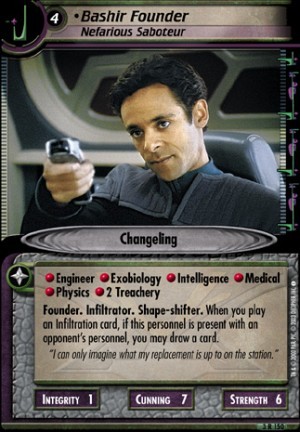 4 •Bashir Founder
Nefarious Saboteur
Changeling
•Engineer •Exobiology •Intelligence •Medical
•Physics •2 Treachery
Founder. Infiltrator. Shape-shifter. When you play
an Infiltration card, if this personnel is present with an
opponent's personnel, you may draw a card.
"I can only imagine what my replacement is up to on the station."
INTEGRITY 1 CUNNING 7 STRENGTH 6